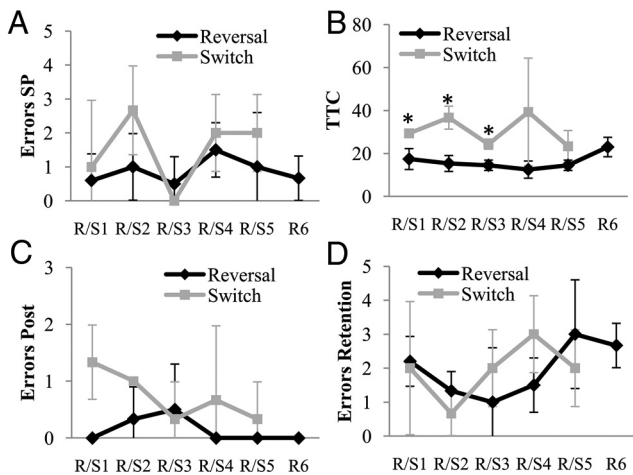 A
Reversal
Switch
Errors SP
6
5
4
3
2
1
0
R/S1 R/S2 R/S3 R/S4 R/S5 R6
B
Reversal
Switch
TTC
80
60
40
20
0
* * *
R/S1 R/S2 R/S3 R/S4 R/S5 R6
C
Reversal
Switch
Errors Post
3
2
1
0
R/S1 R/S2 R/S3 R/S4 R/S5 R6
D
Reversal
Switch
Errors Retention
5
4
3
2
1
0
R/S1 R/S2 R/S3 R/S4 R/S5 R6